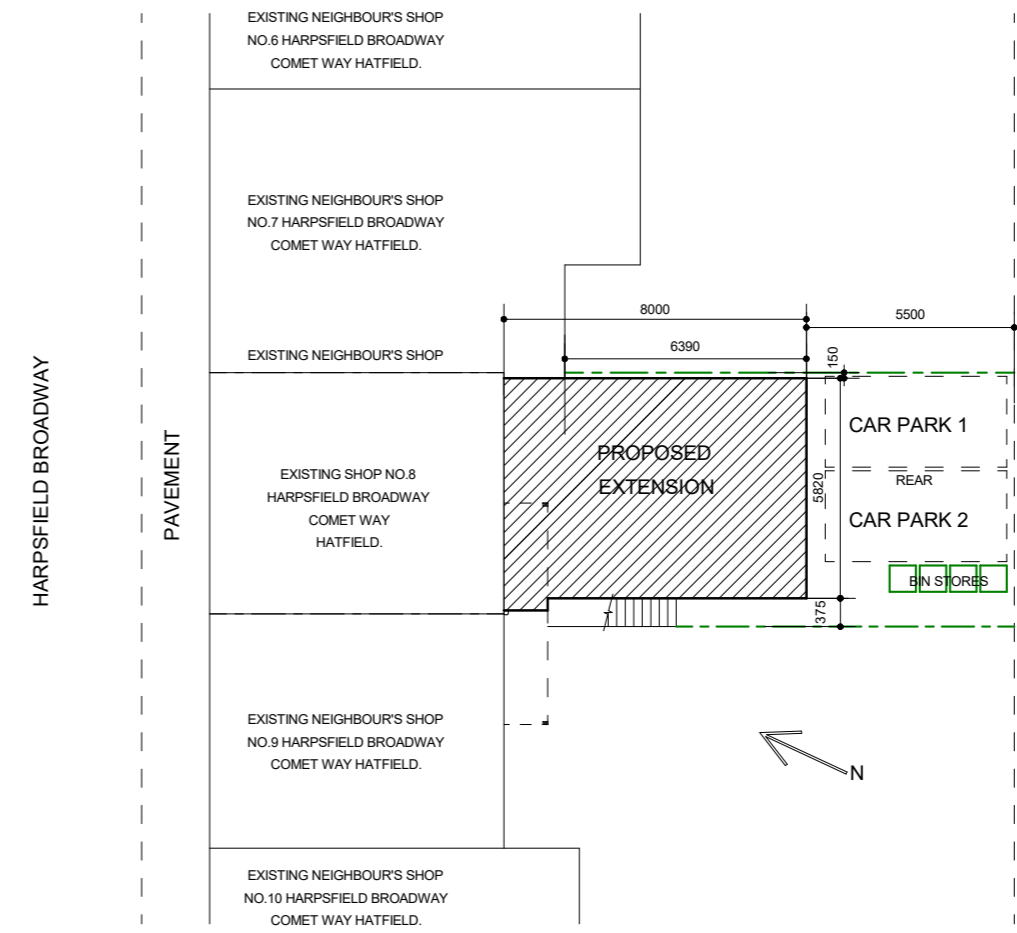 EXISTING NEIGHBOUR'S SHOP
NO.6 HARPSFIELD BROADWAY
COMET WAY HATFIELD.
EXISTING NEIGHBOUR'S SHOP
NO.7 HARPSFIELD BROADWAY
COMET WAY HATFIELD.
EXISTING NEIGHBOUR'S SHOP
HARPSFIELD BROADWAY
PAVEMENT
EXISTING SHOP NO.8
HARPSFIELD BROADWAY
COMET WAY
HATFIELD.
8000
5500
6390
150
PROPOSED
EXTENSION
5820
CAR PARK 1
REAR
CAR PARK 2
BIN STORES
375
EXISTING NEIGHBOUR'S SHOP
NO.9 HARPSFIELD BROADWAY
COMET WAY HATFIELD.
N
EXISTING NEIGHBOUR'S SHOP
NO.10 HARPSFIELD BROADWAY
COMET WAY HATFIELD.